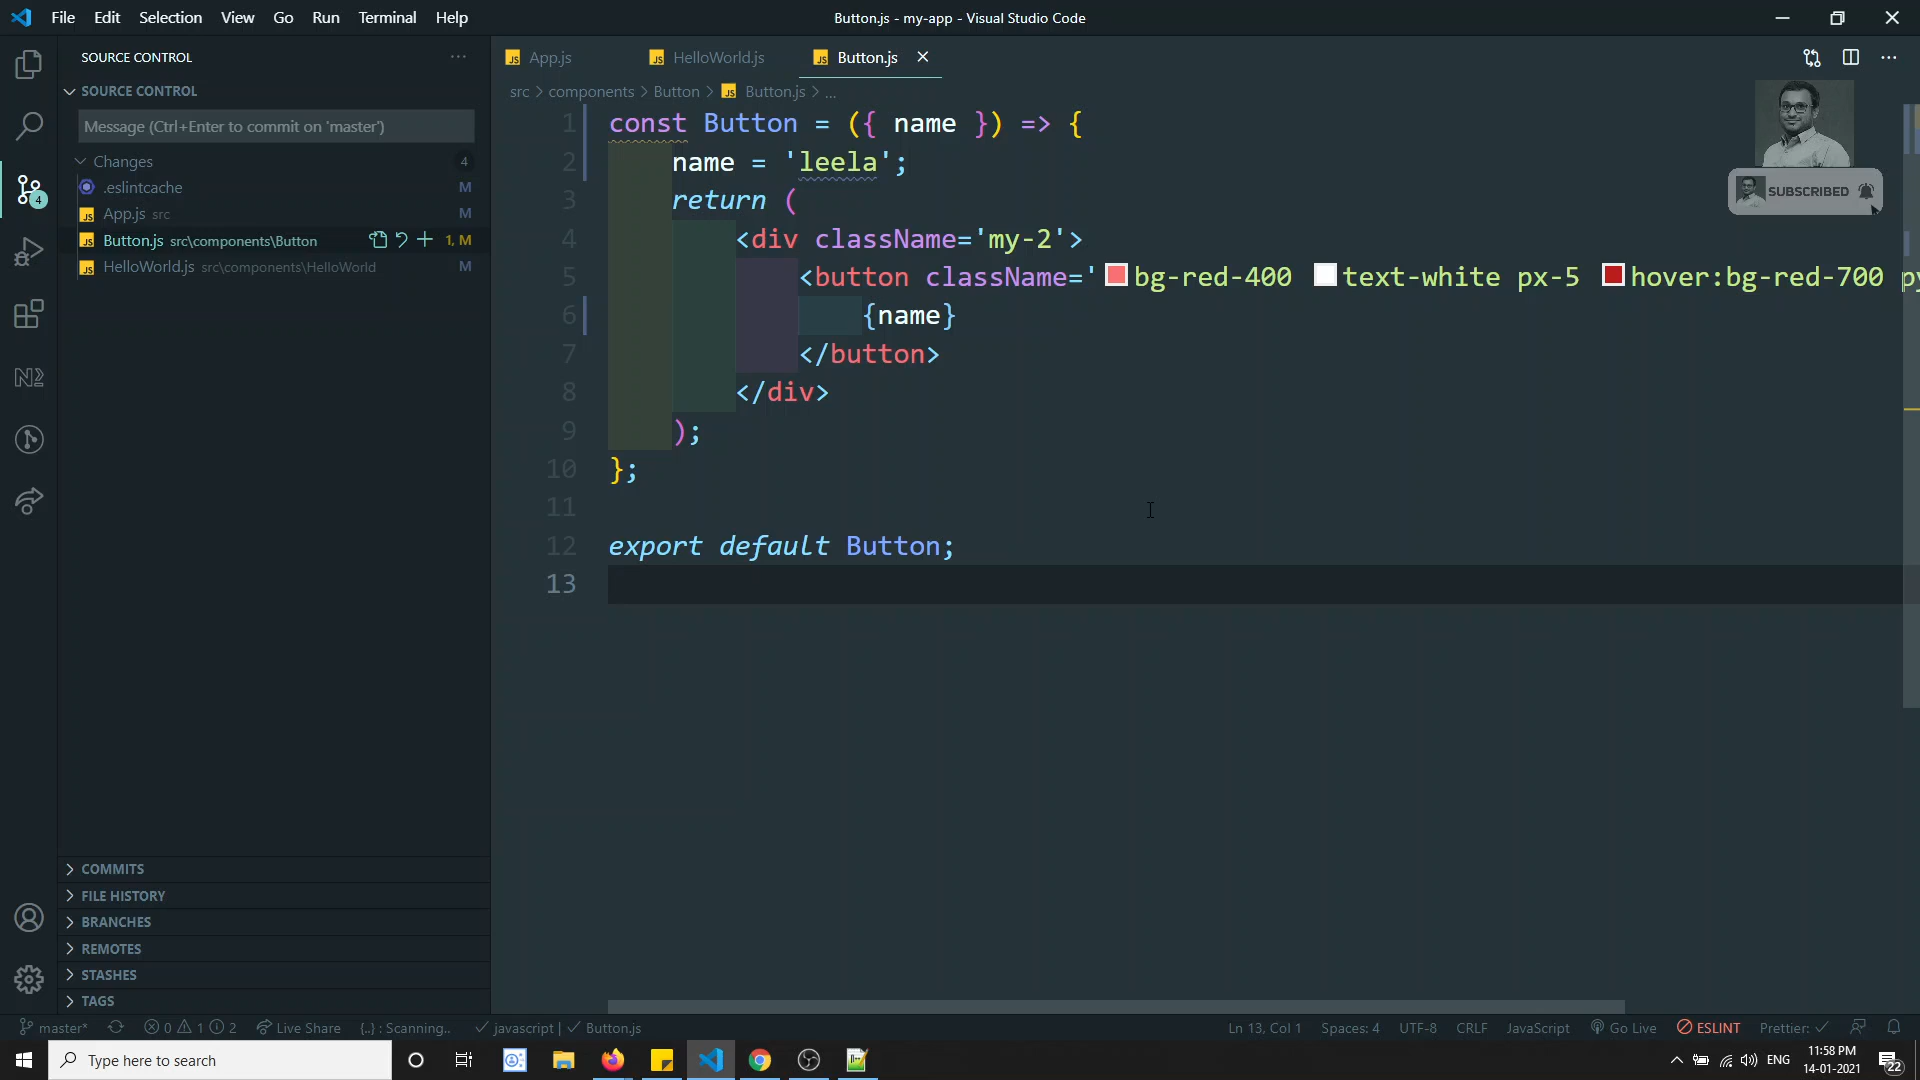 File Edit Selection View Go Run Terminal Help
Button.js - my-app - Visual Studio Code
SOURCE CONTROL
SOURCE CONTROL
Message (Ctrl+Enter to commit on 'master')
Changes 4
.eslintcache M
App.js src M
Button.js src\components\Button 1, M
HelloWorld.js src\components\HelloWorld M
4
COMMITS
FILE HISTORY
BRANCHES
REMOTES
STASHES
TAGS
App.js HelloWorld.js Button.js
src > components > Button > JS Button.js > ...
SUBSCRIBED
1 const Button = ({ name }) => {
2 name = 'leela';
3 return (
4 <div className='my-2'>
5 <button className='bg-red-400 text-white px-5 hover:bg-red-700 py
6 {name}
7 </button>
8 </div>
9 );
10 };
11
12 export default Button;
13
master* 0 1 2 Live Share {..} : Scanning.. javascript | Button.js Ln 13, Col 1 Spaces: 4 UTF-8 CRLF JavaScript Go Live ESLINT Prettier:
Type here to search
ENG 11:58 PM
14-01-2021
22